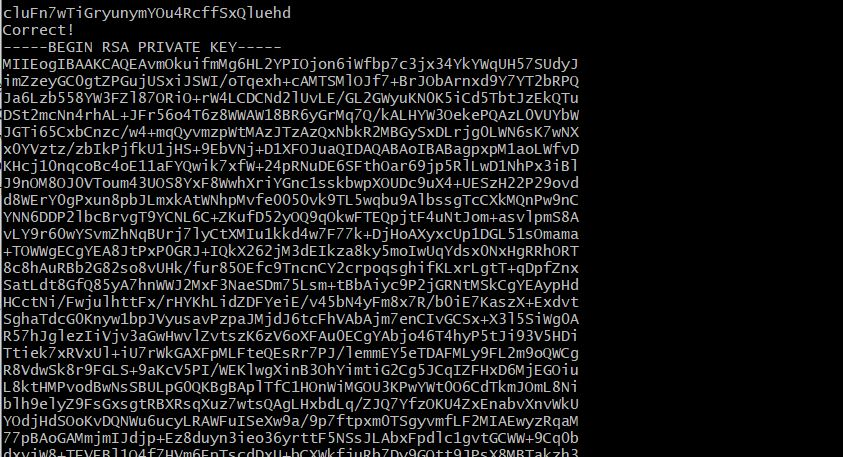 cluFn7wTiGryunymYOu4RcffSxQluehd
Correct!
-----BEGIN RSA PRIVATE KEY-----
MIIEogIBAAKCAQEAvmOkuifmMg6HL2YPIOjon6iWfbp7c3jx34YkYWqUH57SUdyJ
imZzeyGC0gtZPGujUSxiJSWI/oTqexh+cAMTSMlOJf7+BrJObArnxd9Y7YT2bRPQ
Ja6Lzb558YW3FZl87ORiO+rW4LCDCNd2lUvLE/GL2GWyuKN0K5iCd5TbtJzEkQTu
DSt2mcNn4rhAL+JFr56o4T6z8WWAW18BR6yGrMq7Q/kALHYW3OekePQAzL0VUYbW
JGTi65CxbCnzc/w4+mqQyvmzpWtMAzJTzAzQxNbkR2MBGySxDLrjg0LWN6sK7wNX
x0YVztz/zbIkPjfkU1jHS+9EbVNj+D1XFOJuaQIDAQABAoIBABagpxpM1aoLWfvD
KHcj10nqcoBc4oE11aFYQwik7xfW+24pRNuDE6SFthOar69jp5RlLwD1NhPx3iBl
J9nOM8OJ0VToum43UOS8YxF8WwhXriYGnc1sskbwpXOUDc9uX4+UESzH22P29ovd
d8WErY0gPxun8pbJLmxkAtWNhpMvfe0050vk9TL5wqbu9AlbssgTcCXkMQnPw9nC
YNN6DDP2lbcBrvgT9YCNL6C+ZKufD52yOQ9qOkwFTEQpjtF4uNtJom+asvlpmS8A
vLY9r60wYSvmZhNqBUrj7lyCtXMIu1kkd4w7F77k+DjHoAXyxcUp1DGL51sOmama
+TOWWgECgYEA8JtPxP0GRJ+IQkX262jM3dEIkza8ky5moIwUqYdsx0NxHgRRhORT
8c8hAuRBb2G82so8vUHk/fur85OEfc9TncnCY2crpoqsghifKLxrLgtT+qDpfZnx
SatLdt8GfQ85yA7hnWWJ2MxF3NaeSDm75Lsm+tBbAiyc9P2jGRNtMSkCgYEAypHd
HCctNi/FwjulhttFx/rHYKhLidZDFYeiE/v45bN4yFm8x7R/b0iE7KaszX+Exdvt
SghaTdcG0Knyw1bpJVyusavPzpaJMjdJ6tcFhVAbAjm7enCIvGCSx+X3l5SiWg0A
R57hJglezIiVjv3aGwHwvlZvtszK6zV6oXFAu0ECgYAbjo46T4hyP5tJi93V5HDi
Ttiek7xRVxUl+iU7rWkGAXFpMLFteQEsRr7PJ/lemmEY5eTDAFMLy9FL2m9oQWCg
R8VdwSk8r9FGLS+9aKcV5PI/WEKlwgXinB3OhYimtiG2Cg5JCqIZFHxD6MjEGOiu
L8ktHMPvodBwNsSBULpG0QKBgBAplTfC1HOnWiMGOU3KPwYWt0O6CdTkmJOmL8Ni
blh9elyZ9FsGxsgtRBXRsqXuz7wtsQAgLHxbdLq/ZJQ7YfzOKU4ZxEnabvXnvWkU
YOdjHdSOoKvDQNWu6ucyLRAWFuISeXw9a/9p7ftpxm0TSgyvmfLF2MIAEwyzRqaM
77pBAoGAMmjmIJdjp+Ez8duyn3ieo36yrttF5NSsJLAbxFpdlc1gvtGCWW+9Cq0b
dxviW8+TFVEBl1O4f7HVm6EpTscdDxU+bCXWkfjuRb7Dy9GOtt9JPsX8MBTakzh3